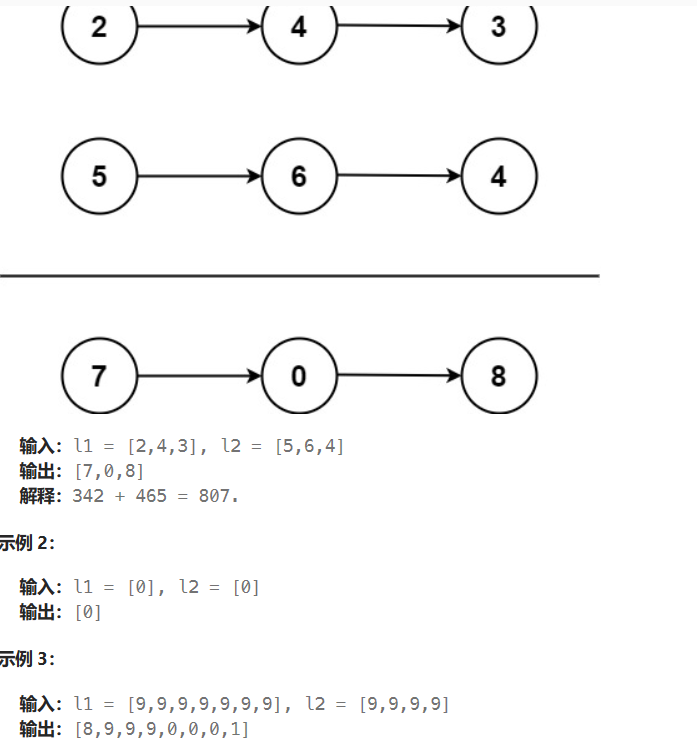 2 4 3
5 6 4
7 0 8
输入：l1 = [2,4,3], l2 = [5,6,4]
输出：[7,0,8]
解释：342 + 465 = 807.
示例 2：
输入：l1 = [0], l2 = [0]
输出：[0]
示例 3：
输入：l1 = [9,9,9,9,9,9,9], l2 = [9,9,9,9]
输出：[8,9,9,9,0,0,0,1]